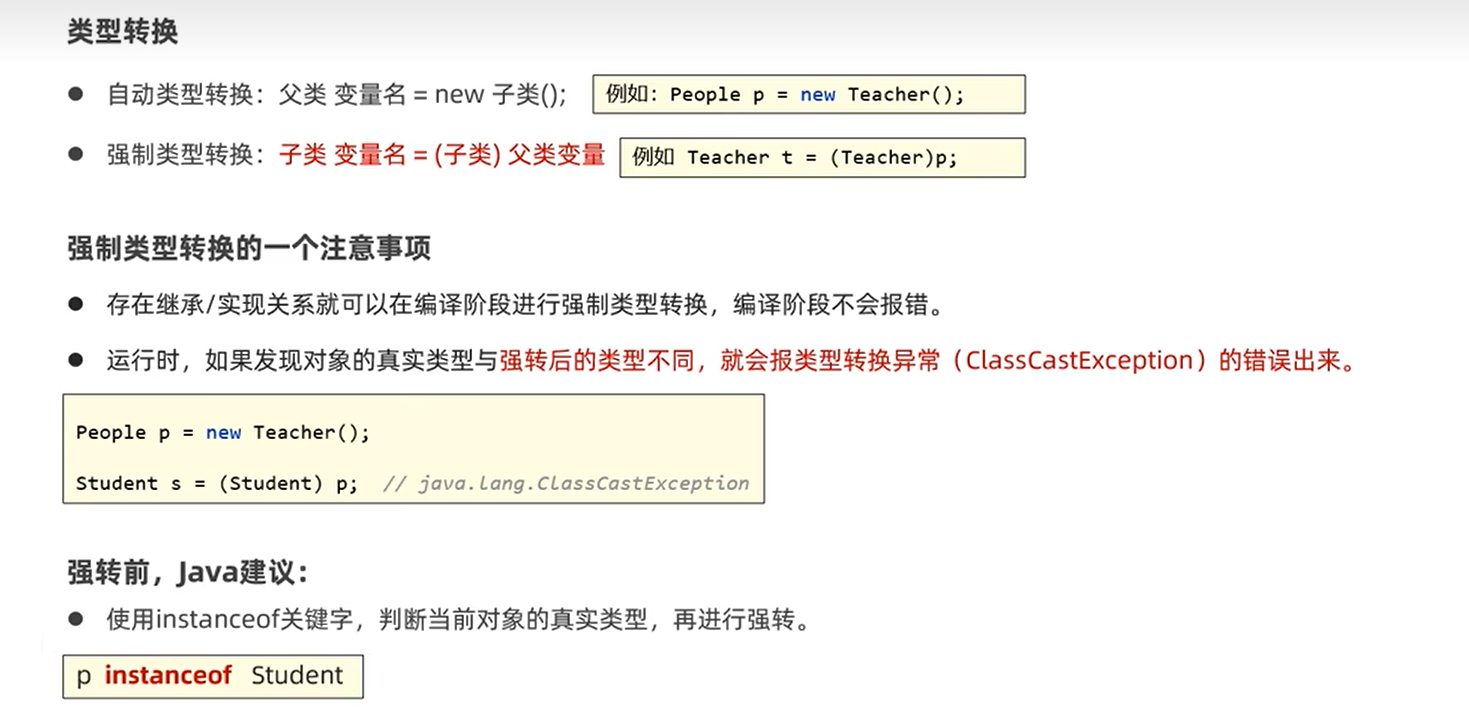 类型转换
● 自动类型转换：父类 变量名 = new 子类(); 例如：People p = new Teacher();
● 强制类型转换：子类 变量名 = (子类) 父类变量 例如 Teacher t = (Teacher)p;
强制类型转换的一个注意事项
● 存在继承/实现关系就可以在编译阶段进行强制类型转换，编译阶段不会报错。
● 运行时，如果发现对象的真实类型与强转后的类型不同，就会报类型转换异常（ClassCastException）的错误出来。
People p = new Teacher();
Student s = (Student) p; // java.lang.ClassCastException
强转前，Java建议：
● 使用instanceof关键字，判断当前对象的真实类型，再进行强转。
p instanceof Student